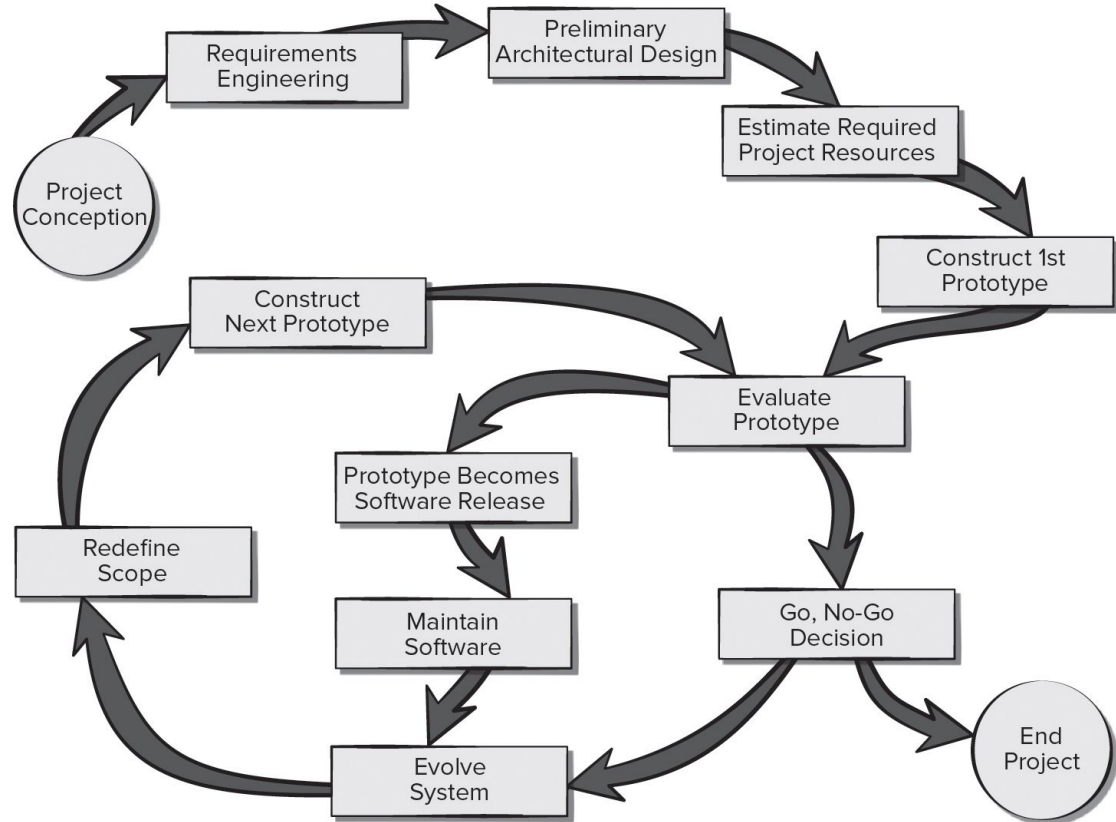 Project
Conception
Requirements
Engineering
Preliminary
Architectural Design
Estimate Required
Project Resources
Construct 1st
Prototype
Evaluate
Prototype
Prototype Becomes
Software Release
Maintain
Software
Go, No-Go
Decision
End
Project
Evolve
System
Redefine
Scope
Construct
Next Prototype